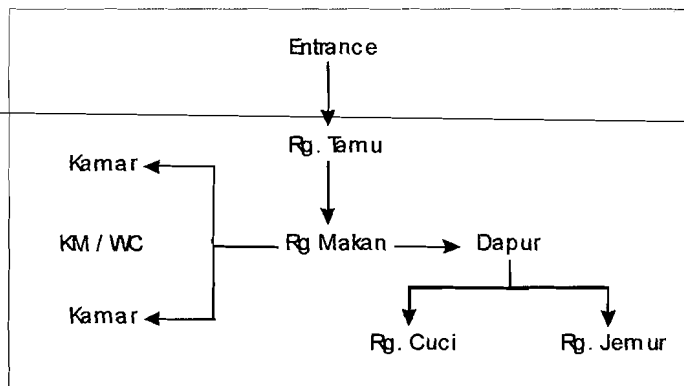 Entrance
Rg. Tamu
Kamar
KM / WC
Rg Makan
Dapur
Kamar
Rg. Cuci
Rg. Jemur